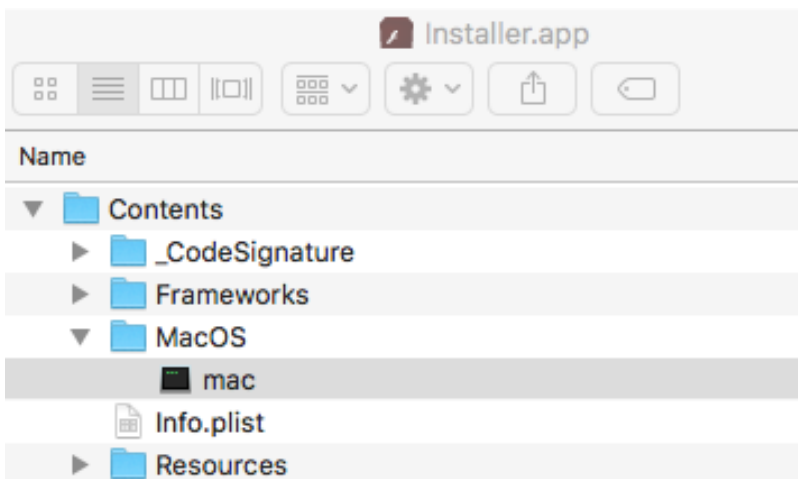 Installer.app
Name
Contents
_CodeSignature
Frameworks
MacOS
mac
Info.plist
Resources